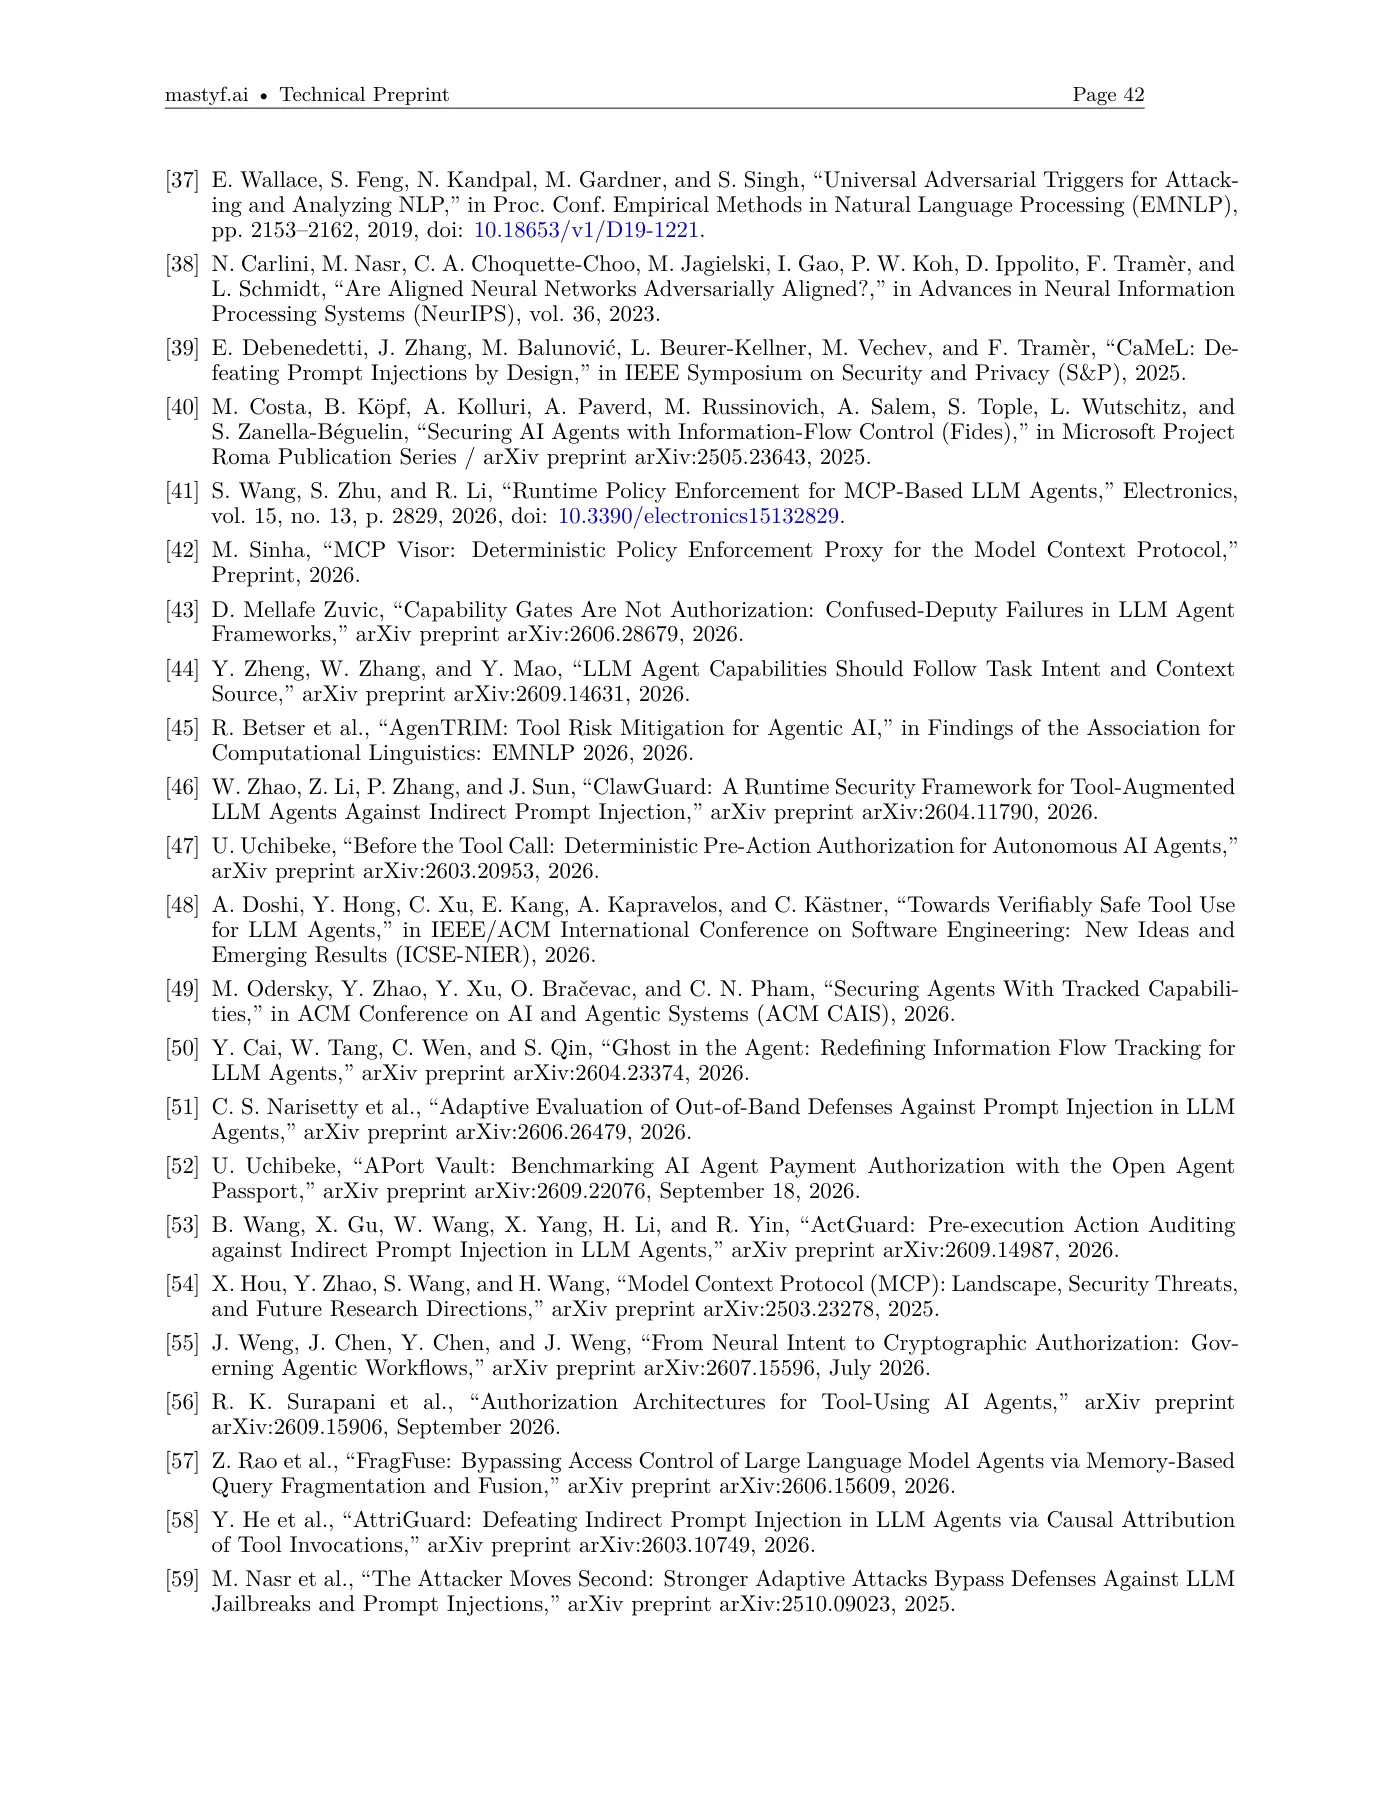 mastyf.ai • Technical Preprint Page 42
[37] E. Wallace, S. Feng, N. Kandpal, M. Gardner, and S. Singh, “Universal Adversarial Triggers for Attack-
ing and Analyzing NLP,” in Proc. Conf. Empirical Methods in Natural Language Processing (EMNLP),
pp. 2153–2162, 2019, doi: 10.18653/v1/D19-1221.
[38] N. Carlini, M. Nasr, C. A. Choquette-Choo, M. Jagielski, I. Gao, P. W. Koh, D. Ippolito, F. Tramèr, and
L. Schmidt, “Are Aligned Neural Networks Adversarially Aligned?,” in Advances in Neural Information
Processing Systems (NeurIPS), vol. 36, 2023.
[39] E. Debenedetti, J. Zhang, M. Balunović, L. Beurer-Kellner, M. Vechev, and F. Tramèr, “CaMeL: De-
feating Prompt Injections by Design,” in IEEE Symposium on Security and Privacy (S&P), 2025.
[40] M. Costa, B. Köpf, A. Kolluri, A. Paverd, M. Russinovich, A. Salem, S. Tople, L. Wutschitz, and
S. Zanella-Béguelin, “Securing AI Agents with Information-Flow Control (Fides),” in Microsoft Project
Roma Publication Series / arXiv preprint arXiv:2505.23643, 2025.
[41] S. Wang, S. Zhu, and R. Li, “Runtime Policy Enforcement for MCP-Based LLM Agents,” Electronics,
vol. 15, no. 13, p. 2829, 2026, doi: 10.3390/electronics15132829.
[42] M. Sinha, “MCP Visor: Deterministic Policy Enforcement Proxy for the Model Context Protocol,”
Preprint, 2026.
[43] D. Mellafe Zuvic, “Capability Gates Are Not Authorization: Confused-Deputy Failures in LLM Agent
Frameworks,” arXiv preprint arXiv:2606.28679, 2026.
[44] Y. Zheng, W. Zhang, and Y. Mao, “LLM Agent Capabilities Should Follow Task Intent and Context
Source,” arXiv preprint arXiv:2609.14631, 2026.
[45] R. Betser et al., “AgenTRIM: Tool Risk Mitigation for Agentic AI,” in Findings of the Association for
Computational Linguistics: EMNLP 2026, 2026.
[46] W. Zhao, Z. Li, P. Zhang, and J. Sun, “ClawGuard: A Runtime Security Framework for Tool-Augmented
LLM Agents Against Indirect Prompt Injection,” arXiv preprint arXiv:2604.11790, 2026.
[47] U. Uchibeke, “Before the Tool Call: Deterministic Pre-Action Authorization for Autonomous AI Agents,”
arXiv preprint arXiv:2603.20953, 2026.
[48] A. Doshi, Y. Hong, C. Xu, E. Kang, A. Kapravelos, and C. Kästner, “Towards Verifiably Safe Tool Use
for LLM Agents,” in IEEE/ACM International Conference on Software Engineering: New Ideas and
Emerging Results (ICSE-NIER), 2026.
[49] M. Odersky, Y. Zhao, Y. Xu, O. Bračevac, and C. N. Pham, “Securing Agents With Tracked Capabili-
ties,” in ACM Conference on AI and Agentic Systems (ACM CAIS), 2026.
[50] Y. Cai, W. Tang, C. Wen, and S. Qin, “Ghost in the Agent: Redefining Information Flow Tracking for
LLM Agents,” arXiv preprint arXiv:2604.23374, 2026.
[51] C. S. Narisetty et al., “Adaptive Evaluation of Out-of-Band Defenses Against Prompt Injection in LLM
Agents,” arXiv preprint arXiv:2606.26479, 2026.
[52] U. Uchibeke, “APort Vault: Benchmarking AI Agent Payment Authorization with the Open Agent
Passport,” arXiv preprint arXiv:2609.22076, September 18, 2026.
[53] B. Wang, X. Gu, W. Wang, X. Yang, H. Li, and R. Yin, “ActGuard: Pre-execution Action Auditing
against Indirect Prompt Injection in LLM Agents,” arXiv preprint arXiv:2609.14987, 2026.
[54] X. Hou, Y. Zhao, S. Wang, and H. Wang, “Model Context Protocol (MCP): Landscape, Security Threats,
and Future Research Directions,” arXiv preprint arXiv:2503.23278, 2025.
[55] J. Weng, J. Chen, Y. Chen, and J. Weng, “From Neural Intent to Cryptographic Authorization: Gov-
erning Agentic Workflows,” arXiv preprint arXiv:2607.15596, July 2026.
[56] R. K. Surapani et al., “Authorization Architectures for Tool-Using AI Agents,” arXiv preprint
arXiv:2609.15906, September 2026.
[57] Z. Rao et al., “FragFuse: Bypassing Access Control of Large Language Model Agents via Memory-Based
Query Fragmentation and Fusion,” arXiv preprint arXiv:2606.15609, 2026.
[58] Y. He et al., “AttriGuard: Defeating Indirect Prompt Injection in LLM Agents via Causal Attribution
of Tool Invocations,” arXiv preprint arXiv:2603.10749, 2026.
[59] M. Nasr et al., “The Attacker Moves Second: Stronger Adaptive Attacks Bypass Defenses Against LLM
Jailbreaks and Prompt Injections,” arXiv preprint arXiv:2510.09023, 2025.